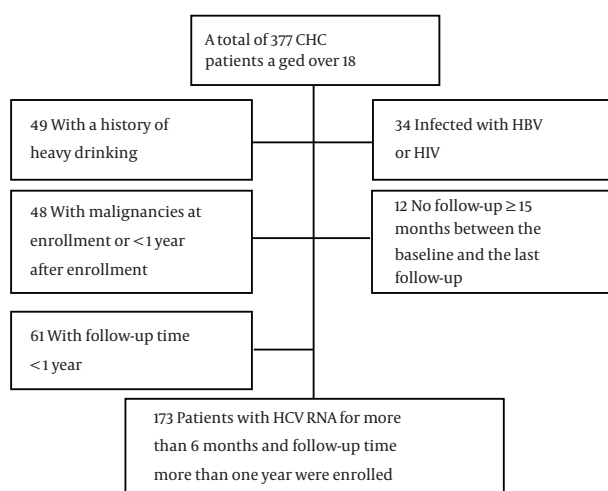 A total of 377 CHC
patients a ged over 18
49 With a history of
heavy drinking
34 Infected with HBV
or HIV
48 With malignancies at
enrollment or <1 year
after enrollment
12 No follow-up ≥ 15
months between the
baseline and the last
follow-up
61 With follow-up time
<1 year
173 Patients with HCV RNA for more
than 6 months and follow-up time
more than one year were enrolled